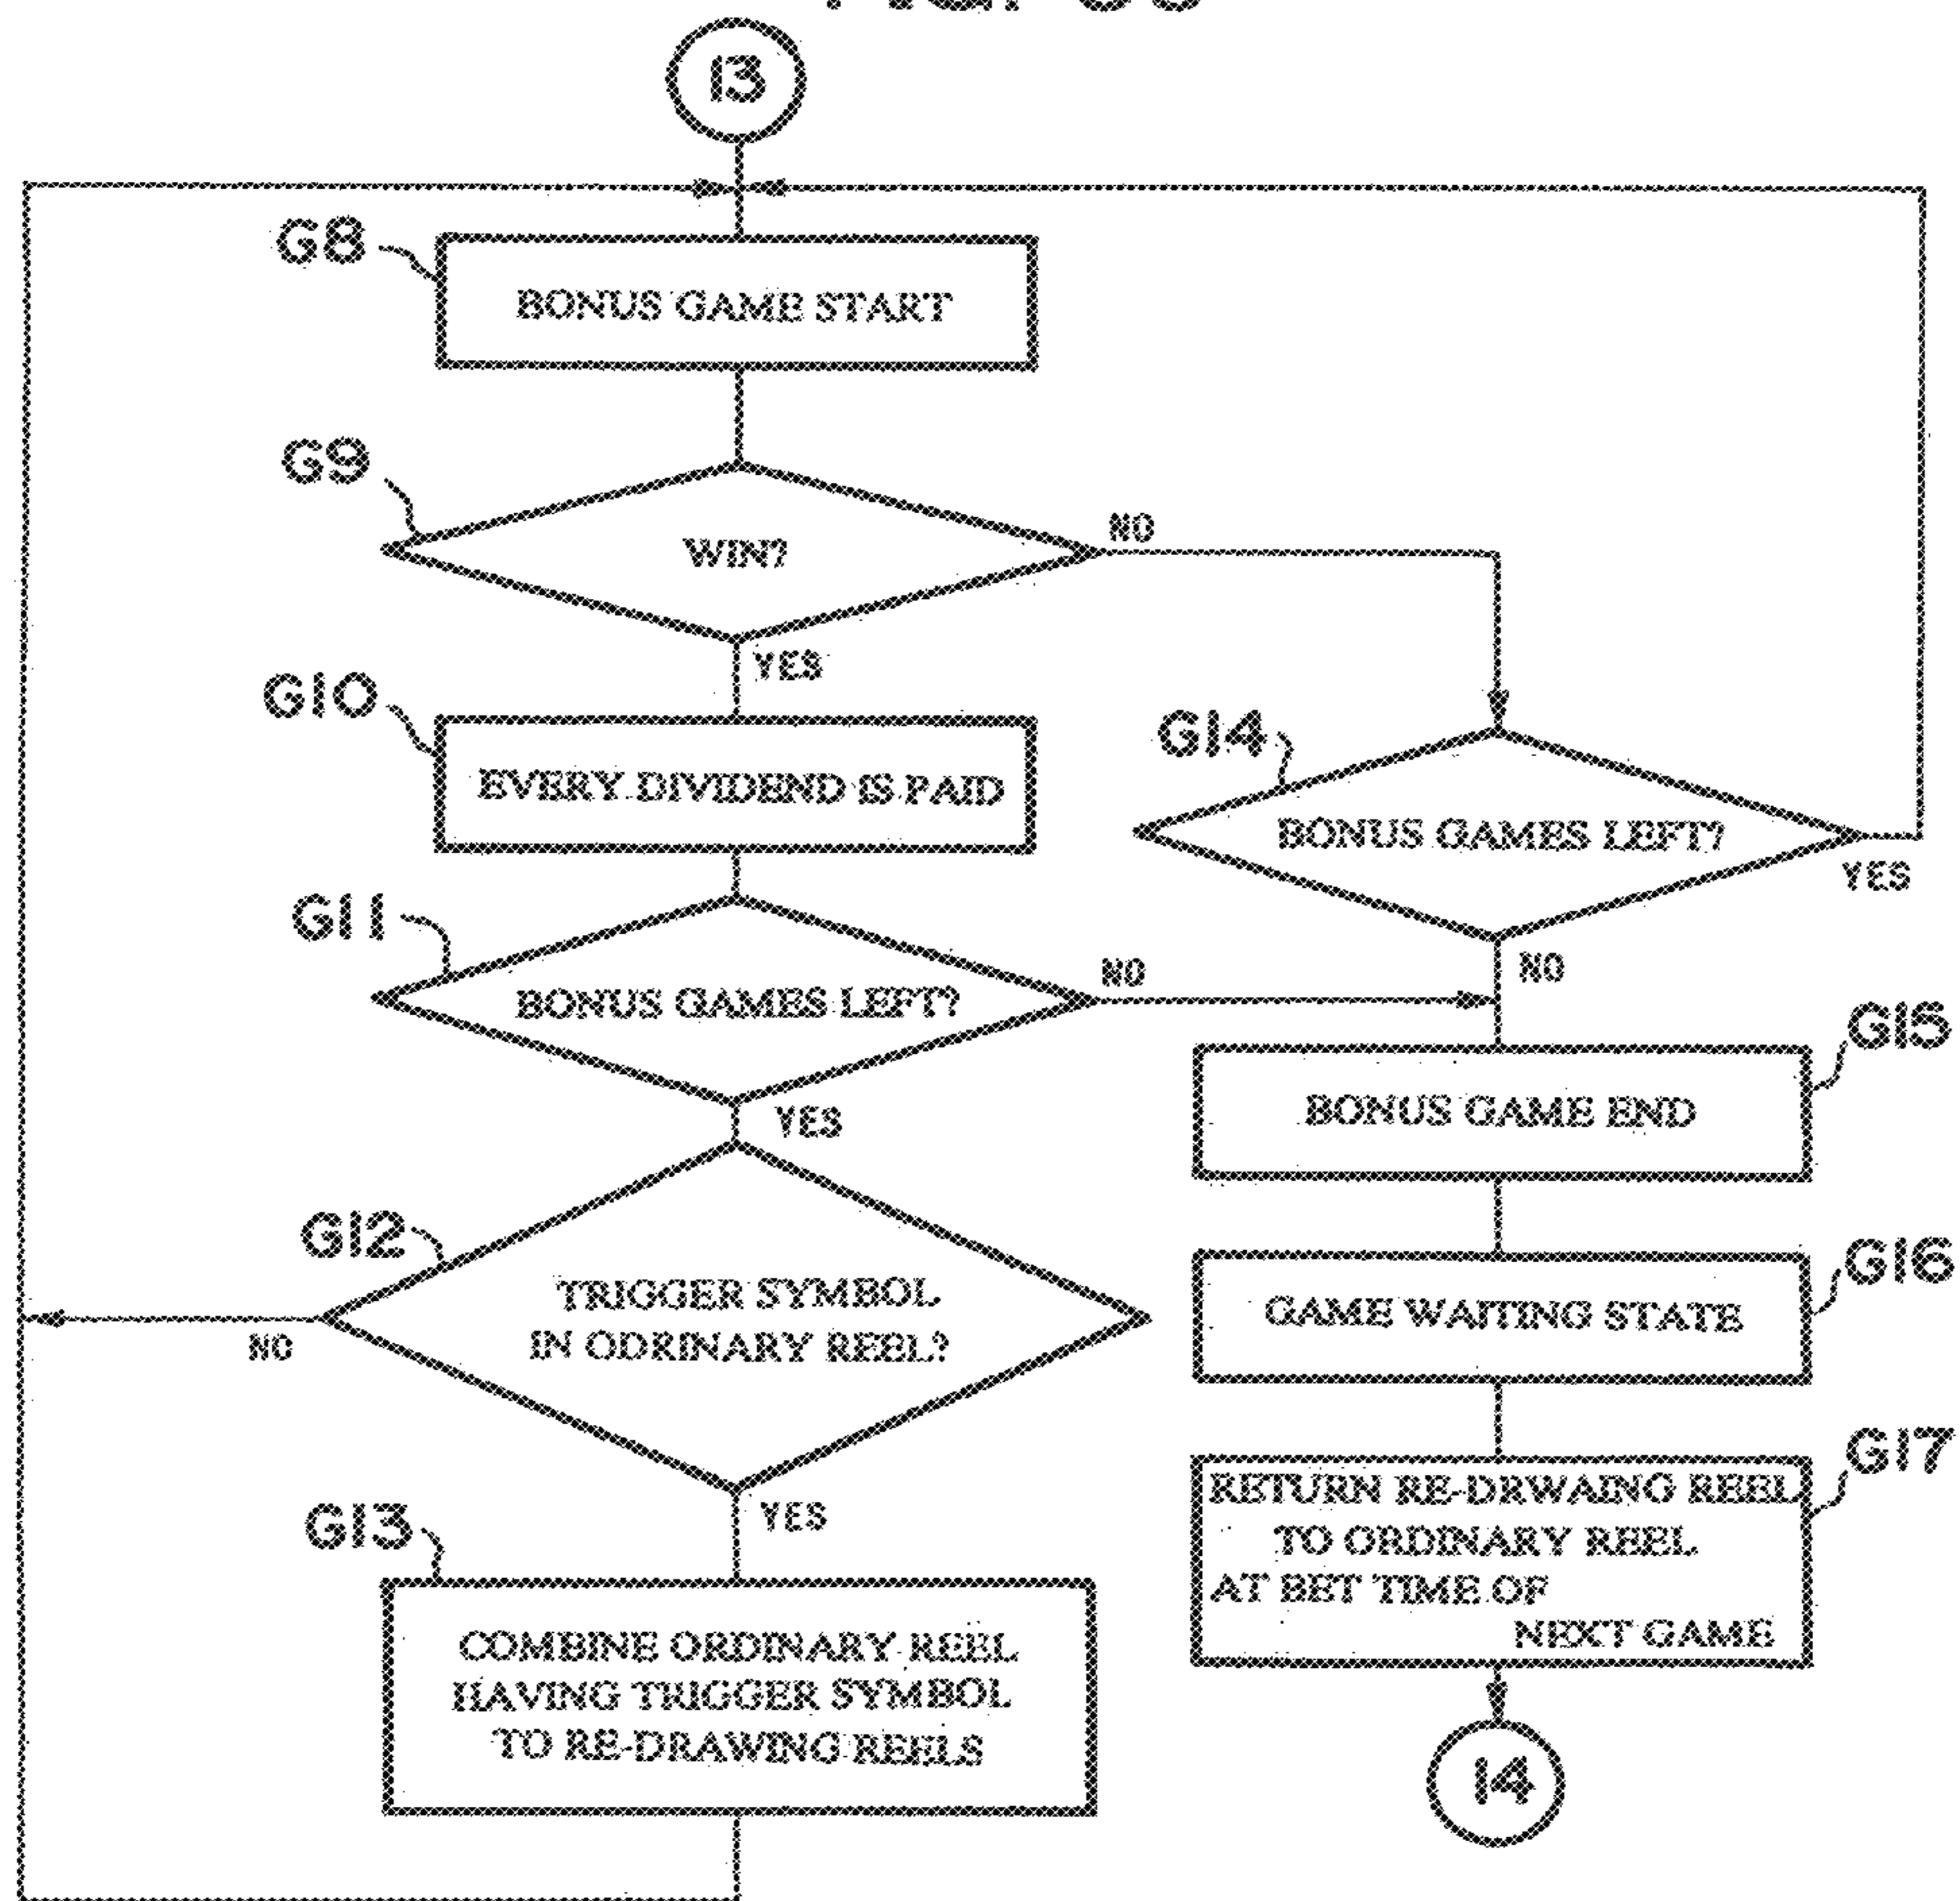 13
G8
BONUS GAME START
G9
WIN?
NO
YES
G10
EVERY DIVIDEND IS PAID
G14
BONUS GAMES LEFT?
YES
NO
G11
BONUS GAMES LEFT?
NO
YES
G12
TRIGGER SYMBOL
IN ODRINARY REEL?
NO
YES
G13
COMBINE ORDINARY REEL
HAVING TRIGGER SYMBOL
TO RE-DRAWING REELS
G15
BONUS GAME END
G16
GAME WAITING STATE
G17
RETURN RE-DRWAING REEL
TO ORDINARY REEL
AT BET TIME OF
NEXT GAME
14